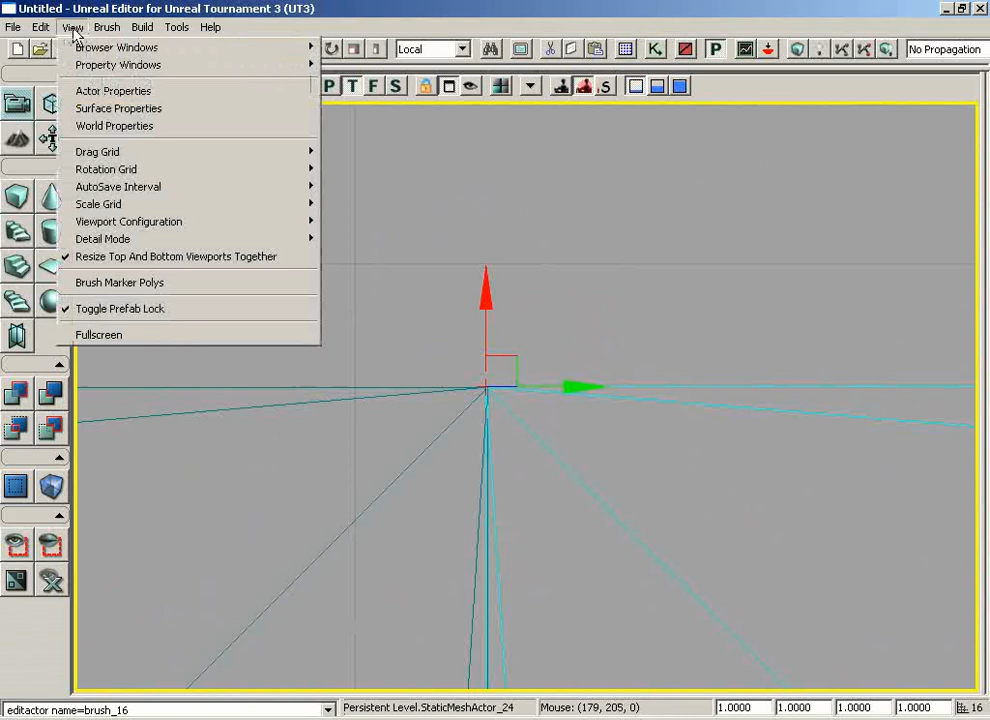 Untitled - Unreal Editor for Unreal Tournament 3 (UT3)
File Edit View Brush Build Tools Help
Local
P
No Propagation
P T F S
S
Browser Windows
Property Windows
Actor Properties
Surface Properties
World Properties
Drag Grid
Rotation Grid
AutoSave Interval
Scale Grid
Viewport Configuration
Detail Mode
Resize Top And Bottom Viewports Together
Brush Marker Polys
Toggle Prefab Lock
Fullscreen
editactor name=brush_16
Persistent Level.StaticMeshActor_24
Mouse: (179, 205, 0)
1.0000 1.0000 1.0000 1.0000
16